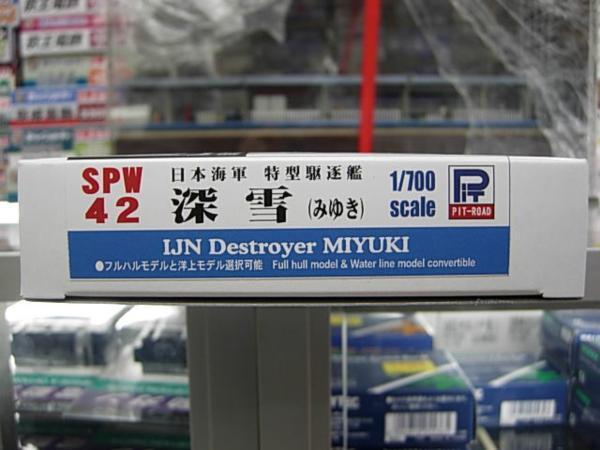 SPW
42
日本海軍 特型駆逐艦
深雪 (みゆき)
1/700
scale
PiT
PIT-ROAD
IJN Destroyer MIYUKI
●フルハルモデルと洋上モデル選択可能 Full hull model & Water line model convertible